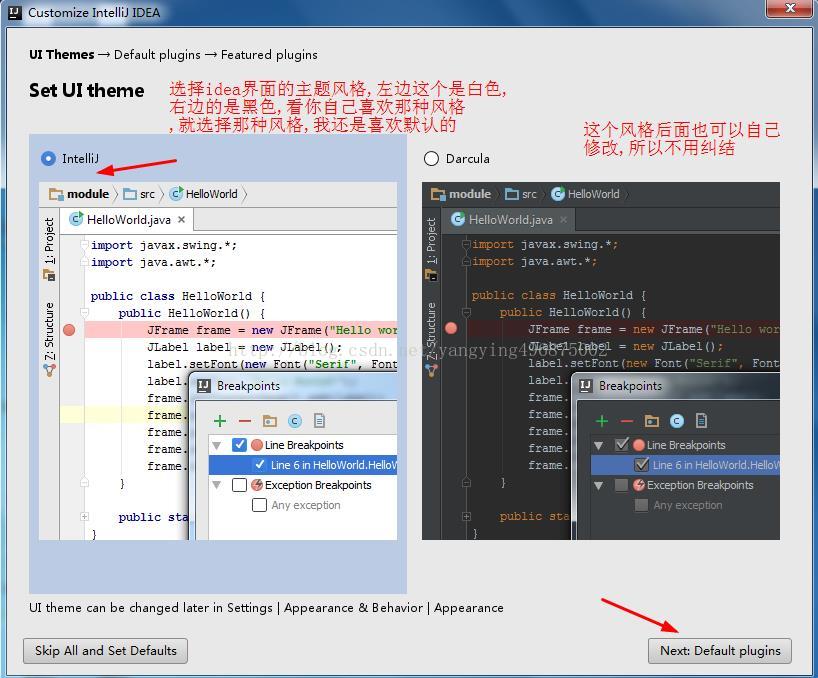 Customize IntelliJ IDEA
UI Themes → Default plugins → Featured plugins
Set UI theme
选择idea界面的主题风格,左边这个是白色,
右边的是黑色,看你自己喜欢那种风格
,就选择那种风格,我还是喜欢默认的
这个风格后面也可以自己
修改,所以不用纠结
IntelliJ
module
src
HelloWorld
HelloWorld.java
1: Project
Z: Structure
import javax.swing.*;
import java.awt.*;
public class HelloWorld {
public HelloWorld() {
JFrame frame = new JFrame("Hello wor
JLabel label = new JLabel();
label.setFont(new Font("Serif", Font
label.
frame.
frame.
frame.
frame.
frame.
}
public sta
}
Breakpoints
Line Breakpoints
Line 6 in HelloWorld.HelloW
Exception Breakpoints
Any exception
Darcula
module
src
HelloWorld
HelloWorld.java
1: Project
Z: Structure
import javax.swing.*;
import java.awt.*;
public class HelloWorld {
public HelloWorld() {
JFrame frame = new JFrame("Hello wor
JLabel label = new JLabel();
label.setFont(new Font("Serif", Font
label.
frame.
frame.
frame.
frame.
frame.
}
public sta
}
Breakpoints
Line Breakpoints
Line 6 in HelloWorld.HelloW
Exception Breakpoints
Any exception
http://blog.csdn.net/yangying496875002
UI theme can be changed later in Settings | Appearance & Behavior | Appearance
Skip All and Set Defaults
Next: Default plugins